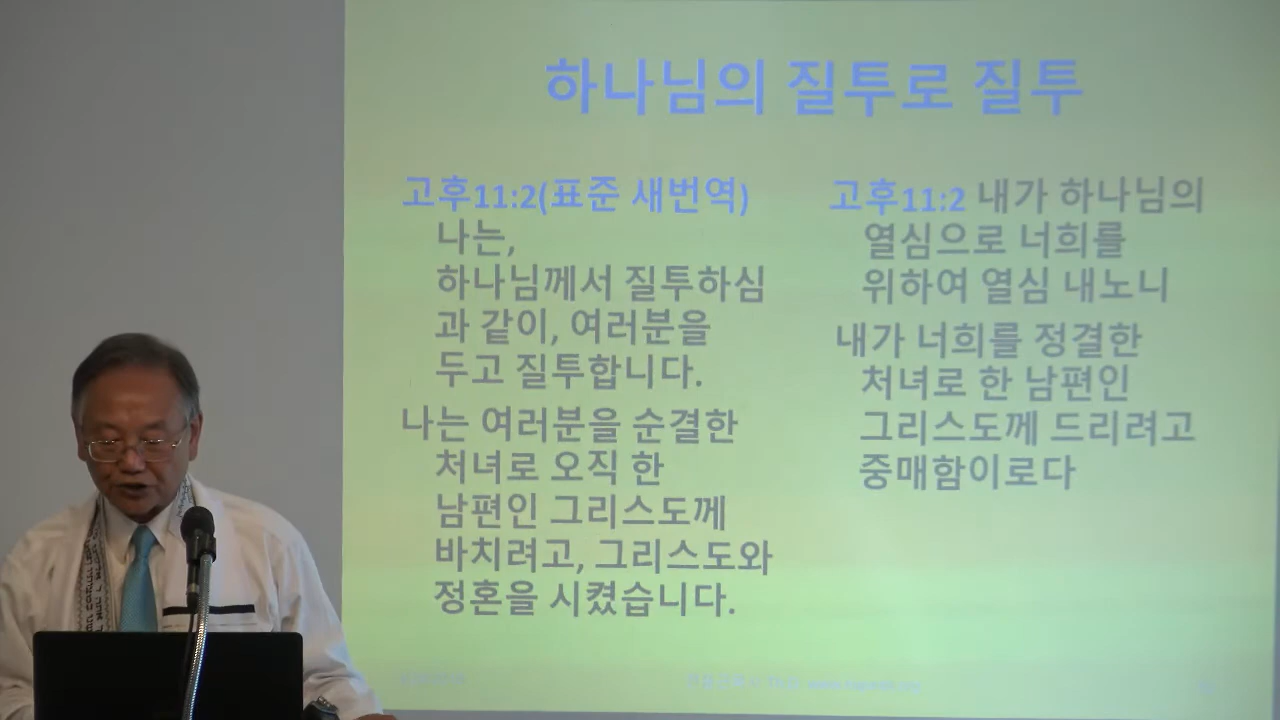 하나님의 질투로 질투
고후11:2(표준 새번역)
나는,
하나님께서 질투하심
과 같이, 여러분을
두고 질투합니다.
나는 여러분을 순결한
처녀로 오직 한
남편인 그리스도께
바치려고, 그리스도와
정혼을 시켰습니다.
고후11:2 내가 하나님의
열심으로 너희를
위하여 열심 내노니
내가 너희를 정결한
처녀로 한 남편인
그리스도께 드리려고
중매함이로다